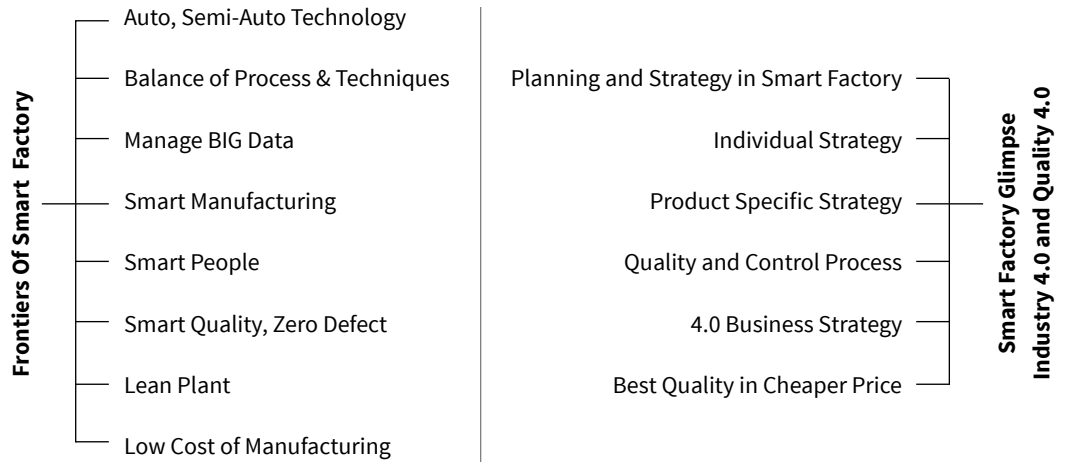 Frontiers Of Smart Factory
Auto, Semi-Auto Technology
Balance of Process & Techniques
Manage BIG Data
Smart Manufacturing
Smart People
Smart Quality, Zero Defect
Lean Plant
Low Cost of Manufacturing
Planning and Strategy in Smart Factory
Individual Strategy
Product Specific Strategy
Quality and Control Process
4.0 Business Strategy
Best Quality in Cheaper Price
Smart Factory Glimpse
Industry 4.0 and Quality 4.0